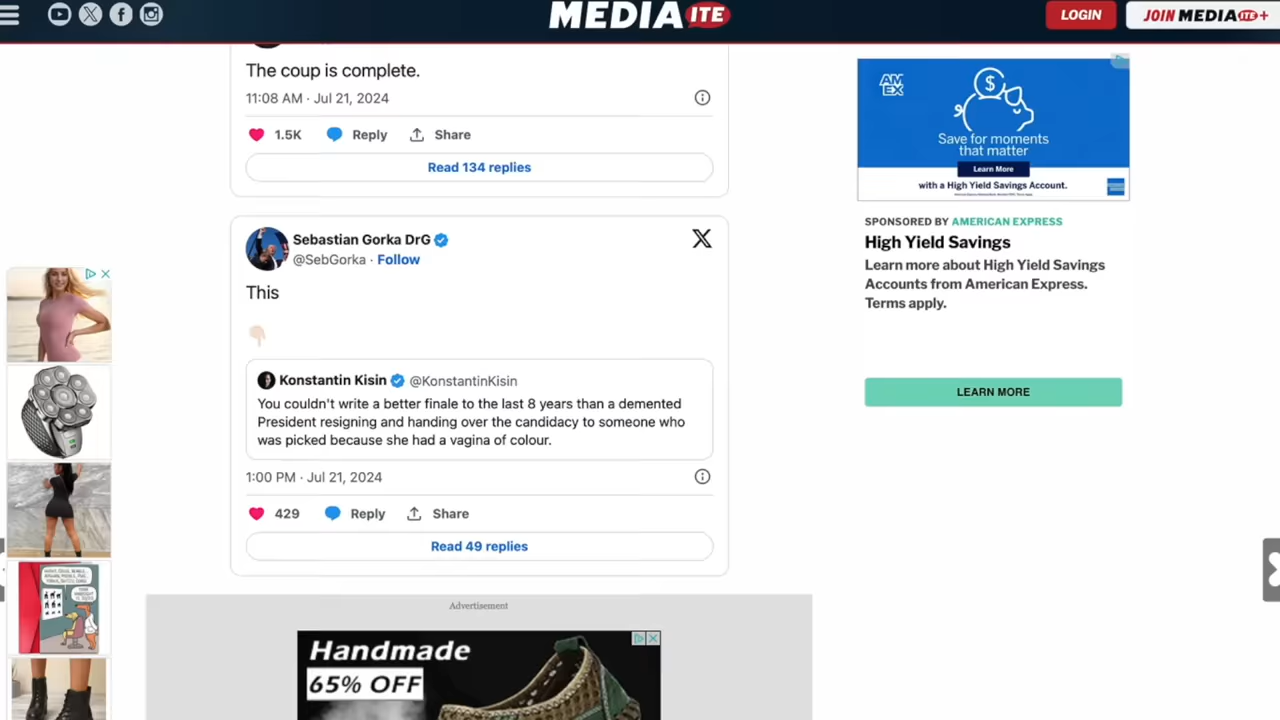 MEDIAITE
LOGIN
JOIN MEDIAITE+
The coup is complete.
11:08 AM · Jul 21, 2024
1.5K Reply Share
Read 134 replies
Sebastian Gorka DrG
@SebGorka · Follow
This
Konstantin Kisin @KonstantinKisin
You couldn't write a better finale to the last 8 years than a demented
President resigning and handing over the candidacy to someone who
was picked because she had a vagina of colour.
1:00 PM · Jul 21, 2024
429 Reply Share
Read 49 replies
Advertisement
Handmade
65% OFF
AM
EX
Save for moments
that matter
Learn More
with a High Yield Savings Account.
SPONSORED BY AMERICAN EXPRESS
High Yield Savings
Learn more about High Yield Savings
Accounts from American Express.
Terms apply.
LEARN MORE